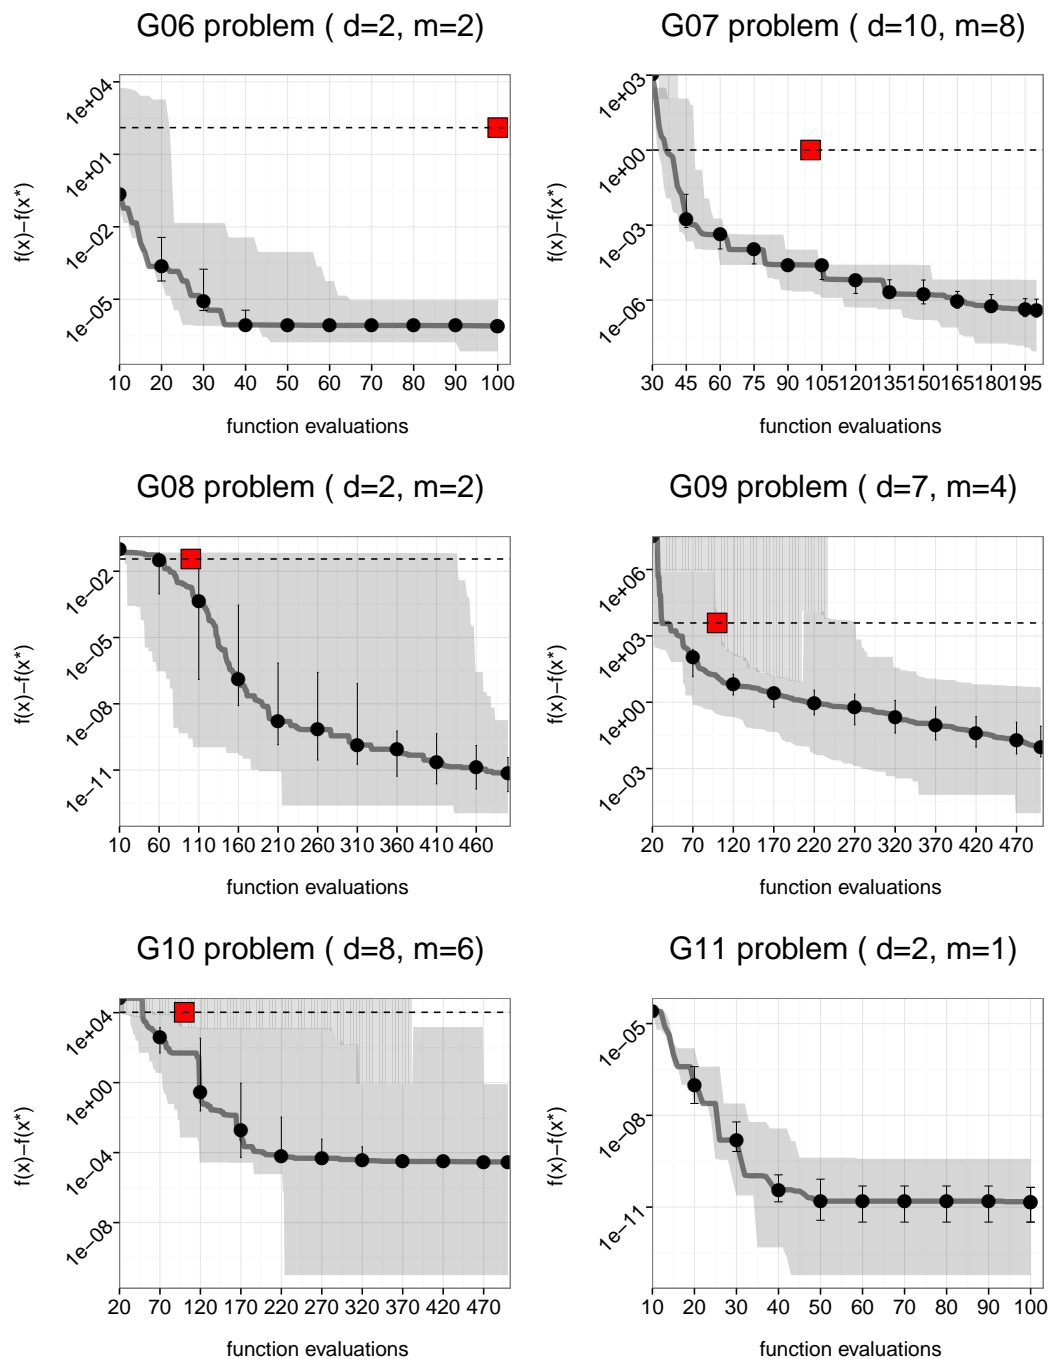 G06 problem ( d=2, m=2)
f(x)−f(x*)
1e+04
1e+01
1e−02
1e−05
10 20 30 40 50 60 70 80 90 100
function evaluations
G07 problem ( d=10, m=8)
f(x)−f(x*)
1e+03
1e+00
1e−03
1e−06
30 45 60 75 90 105 120 135 150 165 180 195
function evaluations
G08 problem ( d=2, m=2)
f(x)−f(x*)
1e−02
1e−05
1e−08
1e−11
10 60 110 160 210 260 310 360 410 460
function evaluations
G09 problem ( d=7, m=4)
f(x)−f(x*)
1e+06
1e+03
1e+00
1e−03
20 70 120 170 220 270 320 370 420 470
function evaluations
G10 problem ( d=8, m=6)
f(x)−f(x*)
1e+04
1e+00
1e−04
1e−08
20 70 120 170 220 270 320 370 420 470
function evaluations
G11 problem ( d=2, m=1)
f(x)−f(x*)
1e−05
1e−08
1e−11
10 20 30 40 50 60 70 80 90 100
function evaluations